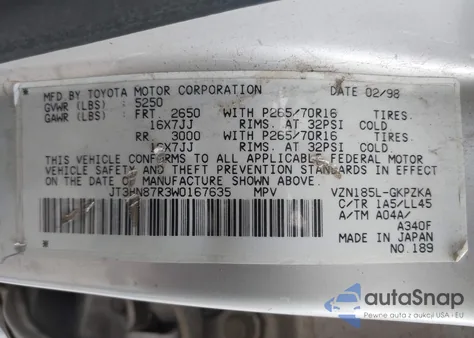 MFD BY TOYOTA MOTOR CORPORATION DATE 02/98
GVWR (LBS) : 5250
GAWR (LBS) : FRT 2650 WITH P265/70R16 TIRES.
16X7JJ RIMS. AT 32PSI COLD
RR 3000 WITH P265/70R16 TIRES.
16X7JJ RIMS. AT 32PSI COLD
THIS VEHICLE CONFORMS TO ALL APPLICABLE FEDERAL MOTOR
VEHICLE SAFETY AND THEFT PREVENTION STANDARDS
IN EFFECT ON THE DATE OF MANUFACTURE SHOWN ABOVE.
JT3HN87R3W0167635 MPV VZN185L-GKPZKA
C/TR 1A5/LL45
A/TM A04A/
A340F
MADE IN JAPAN
NO.189
autoSnap
Pewne auta z aukcji USA i EU